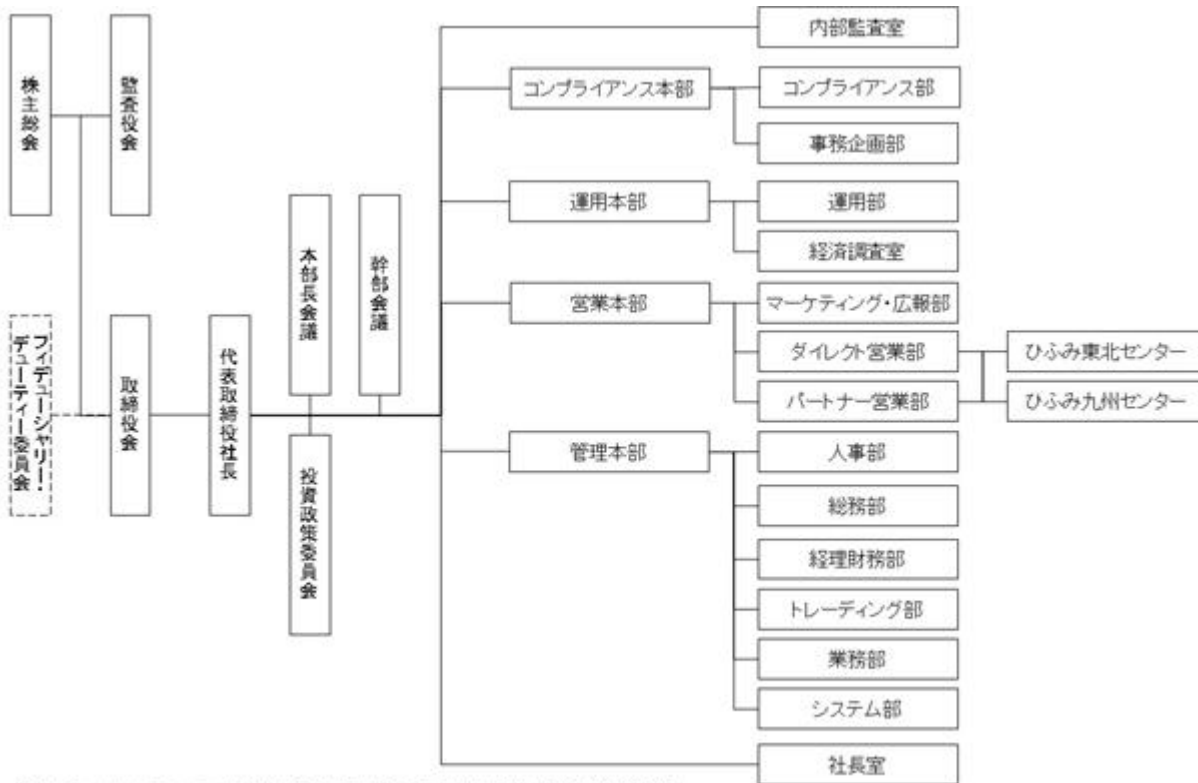 株主総会
監査役会
フィデューシャリー・
デューティー委員会
取締役会
代表取締役社長
本部長会議
幹部会議
投資政策委員会
内部監査室
コンプライアンス本部
コンプライアンス部
事務企画部
運用本部
運用部
経済調査室
営業本部
マーケティング・広報部
ダイレクト営業部
パートナー営業部
ひふみ東北センター
ひふみ九州センター
管理本部
人事部
総務部
経理財務部
トレーディング部
業務部
システム部
社長室